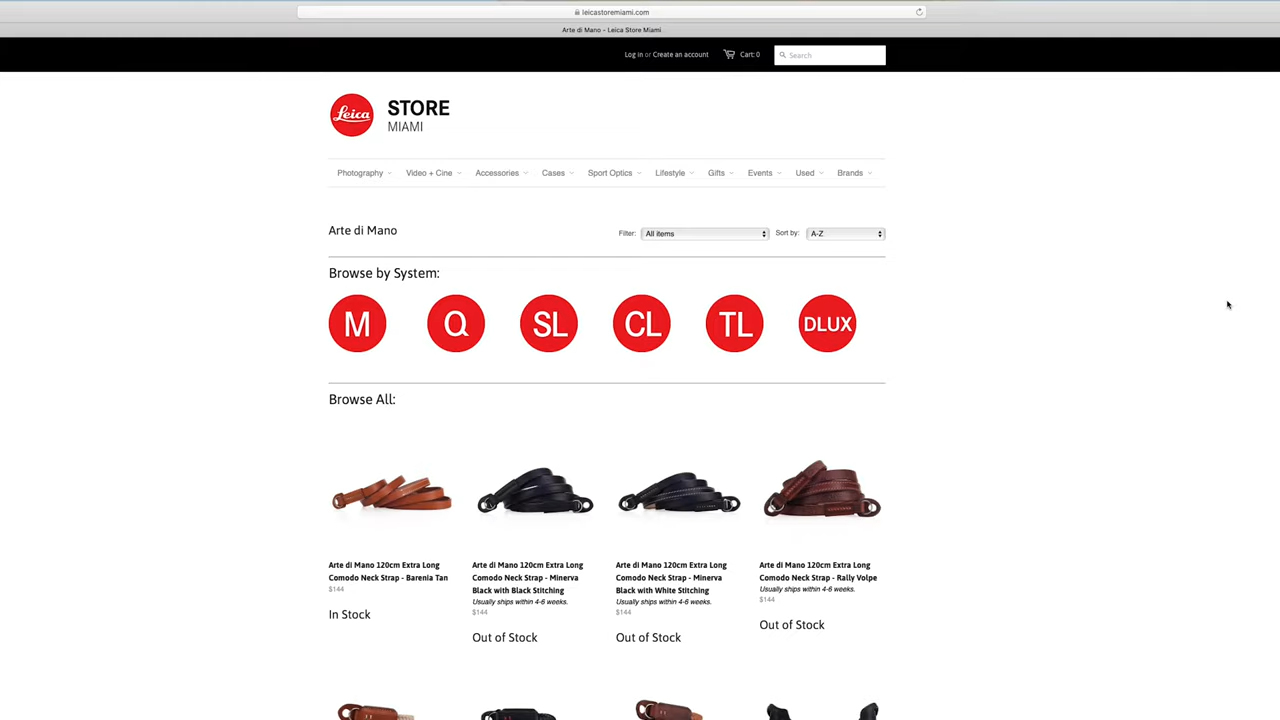 leicastoremiami.com
Arte di Mano - Leica Store Miami
Log in or Create an account
Cart: 0
Search
Leica
STORE
MIAMI
Photography
Video + Cine
Accessories
Cases
Sport Optics
Lifestyle
Gifts
Events
Used
Brands
Arte di Mano
Filter:
All items
Sort by:
A-Z
Browse by System:
M
Q
SL
CL
TL
DLUX
Browse All:
Arte di Mano 120cm Extra Long
Comodo Neck Strap - Barenia Tan
$144
In Stock
Arte di Mano 120cm Extra Long
Comodo Neck Strap - Minerva
Black with Black Stitching
Usually ships within 4-6 weeks.
$144
Out of Stock
Arte di Mano 120cm Extra Long
Comodo Neck Strap - Minerva
Black with White Stitching
Usually ships within 4-6 weeks.
$144
Out of Stock
Arte di Mano 120cm Extra Long
Comodo Neck Strap - Rally Volpe
Usually ships within 4-6 weeks.
$144
Out of Stock